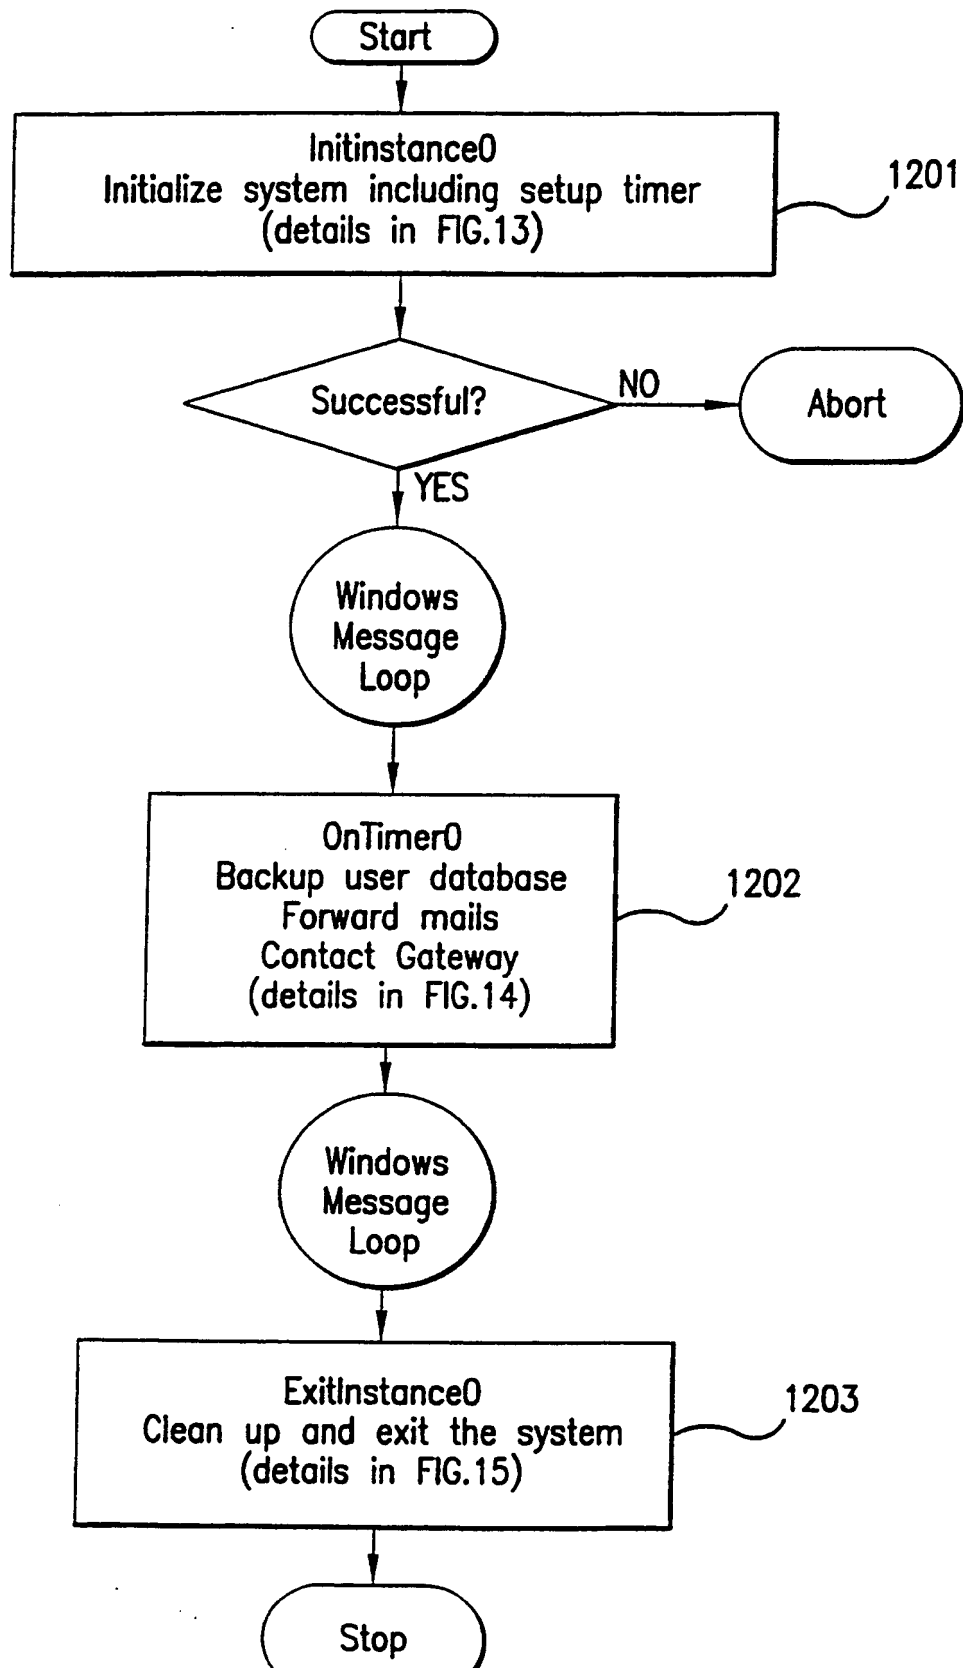 Start
Initinstance()
Initialize system including setup timer
(details in FIG.13)
1201
Successful?
NO
Abort
YES
Windows
Message
Loop
OnTimer()
Backup user database
Forward mails
Contact Gateway
(details in FIG.14)
1202
Windows
Message
Loop
ExitInstance()
Clean up and exit the system
(details in FIG.15)
1203
Stop